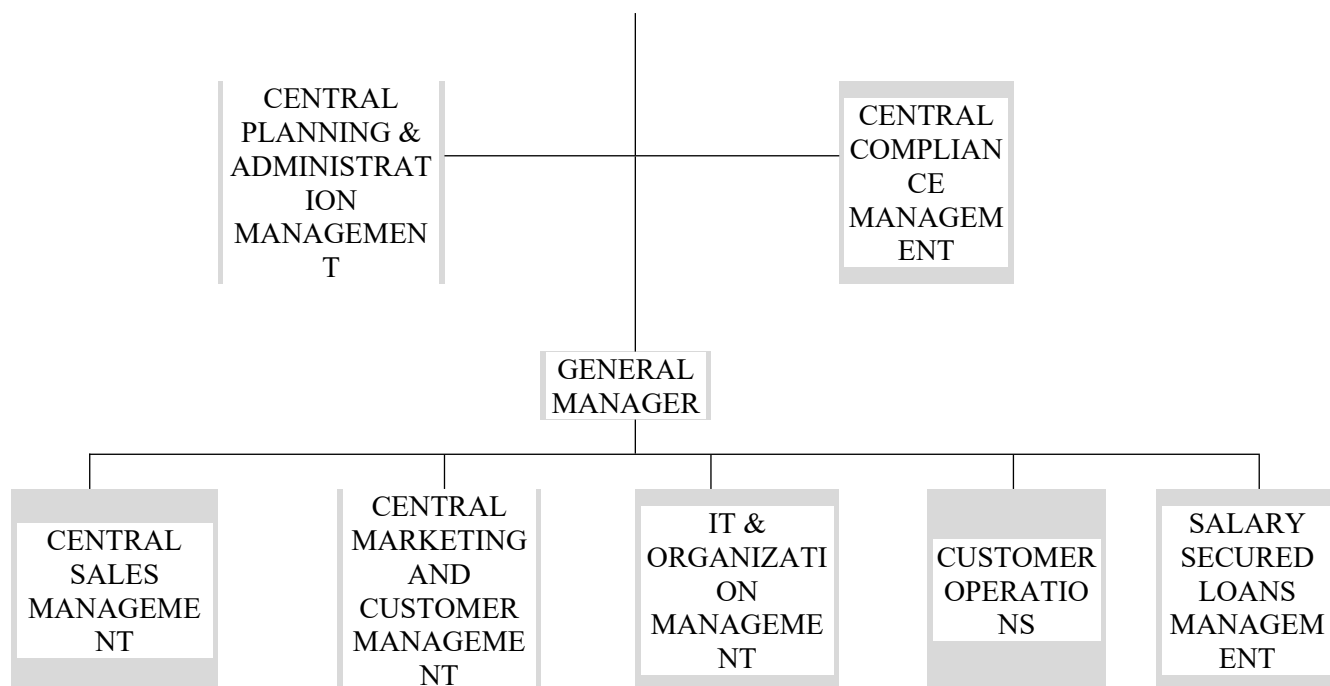 CENTRAL
PLANNING &
ADMINISTRAT
ION
MANAGEMEN
T
CENTRAL
COMPLIAN
CE
MANAGEM
ENT
GENERAL
MANAGER
CENTRAL
SALES
MANAGEME
NT
CENTRAL
MARKETING
AND
CUSTOMER
MANAGEME
NT
IT &
ORGANIZATI
ON
MANAGEME
NT
CUSTOMER
OPERATIO
NS
SALARY
SECURED
LOANS
MANAGEM
ENT